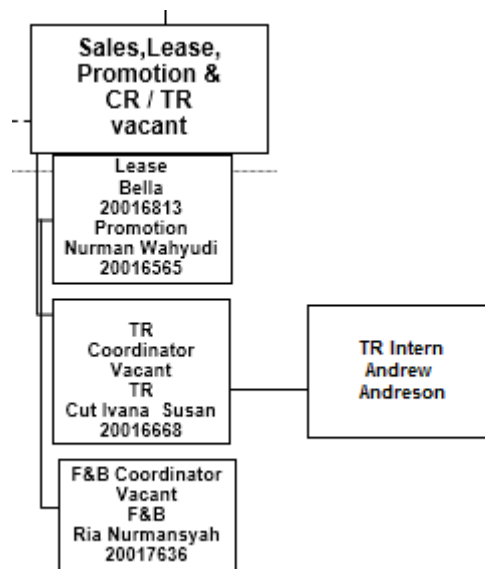 Sales,Lease,
Promotion &
CR / TR
vacant
Lease
Bella
20016813
Promotion
Nurman Wahyudi
20016565
TR
Coordinator
Vacant
TR
Cut Ivana Susan
20016668
TR Intern
Andrew
Andreson
F&B Coordinator
Vacant
F&B
Ria Nurmansyah
20017636